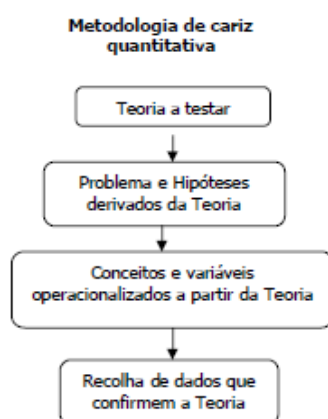 Metodologia de cariz
quantitativa
Teoria a testar
Problema e Hipóteses
derivados da Teoria
Conceitos e variáveis
operacionalizados a partir da Teoria
Recolha de dados que
confirmem a Teoria